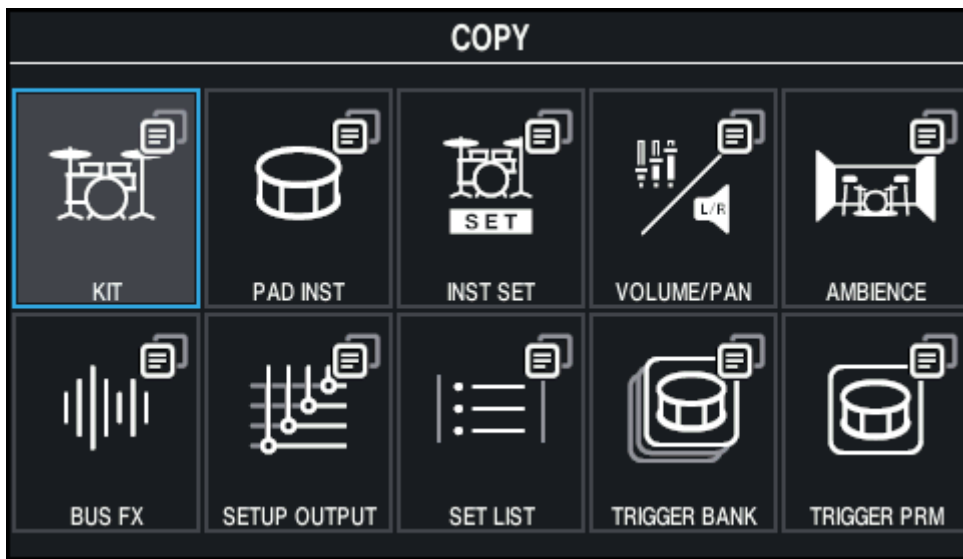 COPY
KIT
PAD INST
SET
INST SET
L/R
VOLUME/PAN
AMBIENCE
BUS FX
SETUP OUTPUT
SET LIST
TRIGGER BANK
TRIGGER PRM